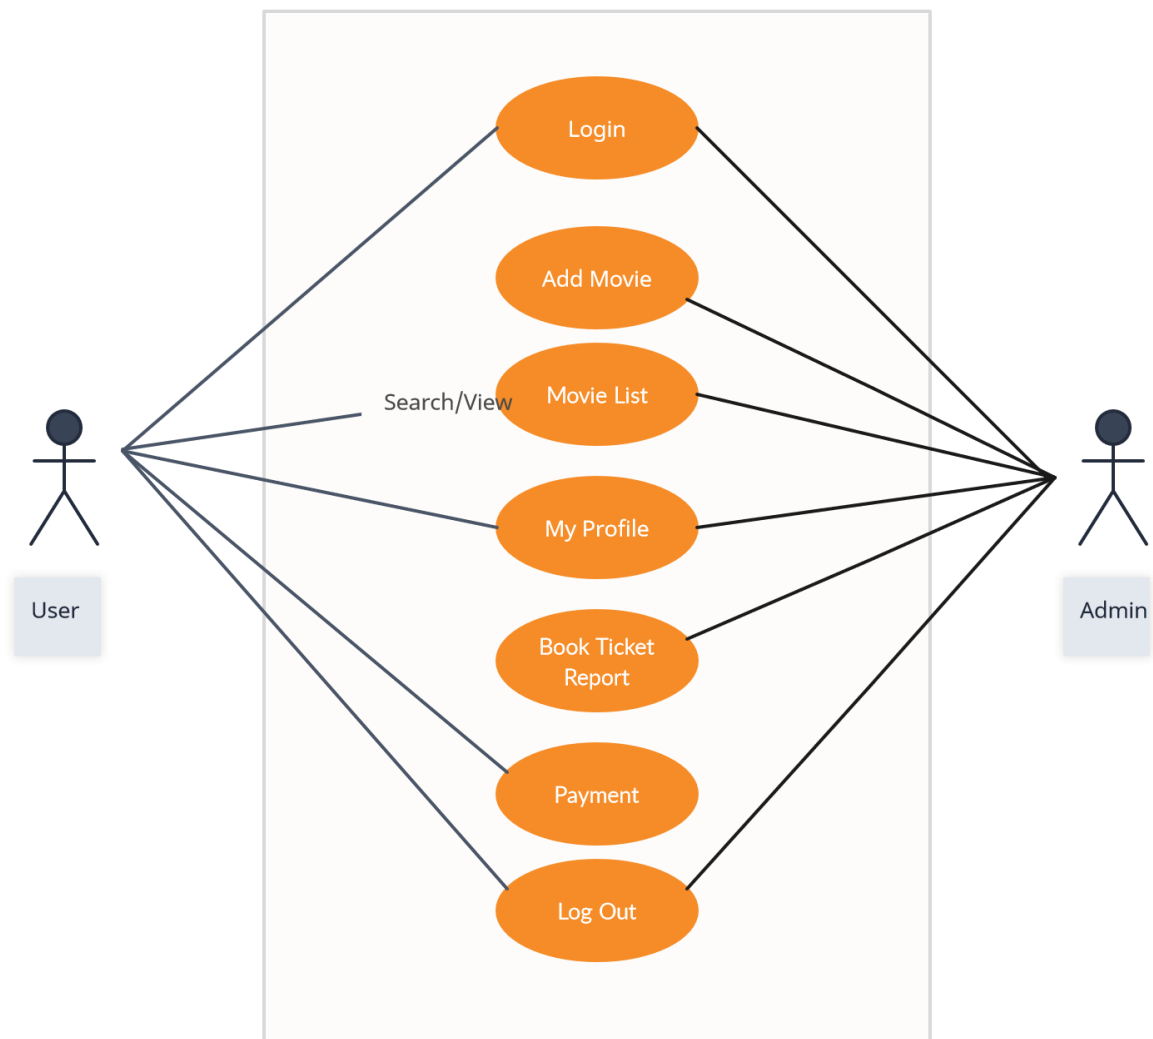 Login
Add Movie
Search/View
Movie List
My Profile
User
Admin
Book Ticket
Report
Payment
Log Out